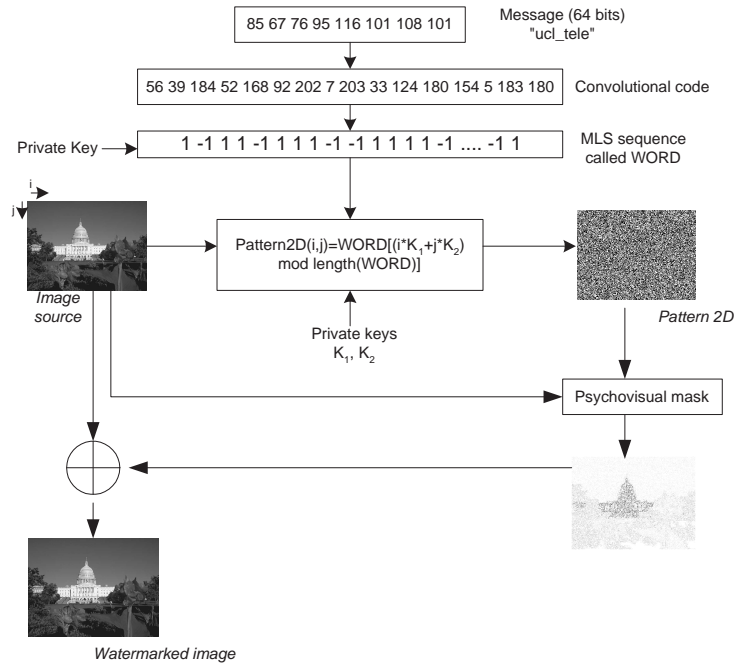 85 67 76 95 116 101 108 101
Message (64 bits)
"ucl_tele"
56 39 184 52 168 92 202 7 203 33 124 180 154 5 183 180
Convolutional code
Private Key
1 -1 1 1 -1 1 1 1 -1 -1 1 1 1 1 -1 .... -1 1
MLS sequence
called WORD
i
j
Pattern2D(i,j)=WORD[(i*K₁+j*K₂)
mod length(WORD)]
Image
source
Private keys
K₁, K₂
Pattern 2D
Psychovisual mask
Watermarked image